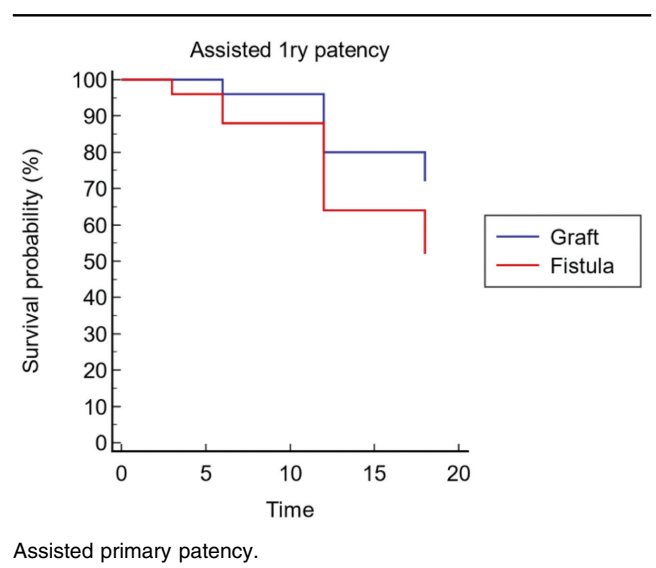 Assisted 1ry patency
100
90
80
70
60
50
40
30
20
10
0
Survival probability (%)
0 5 10 15 20
Time
Graft
Fistula
Assisted primary patency.